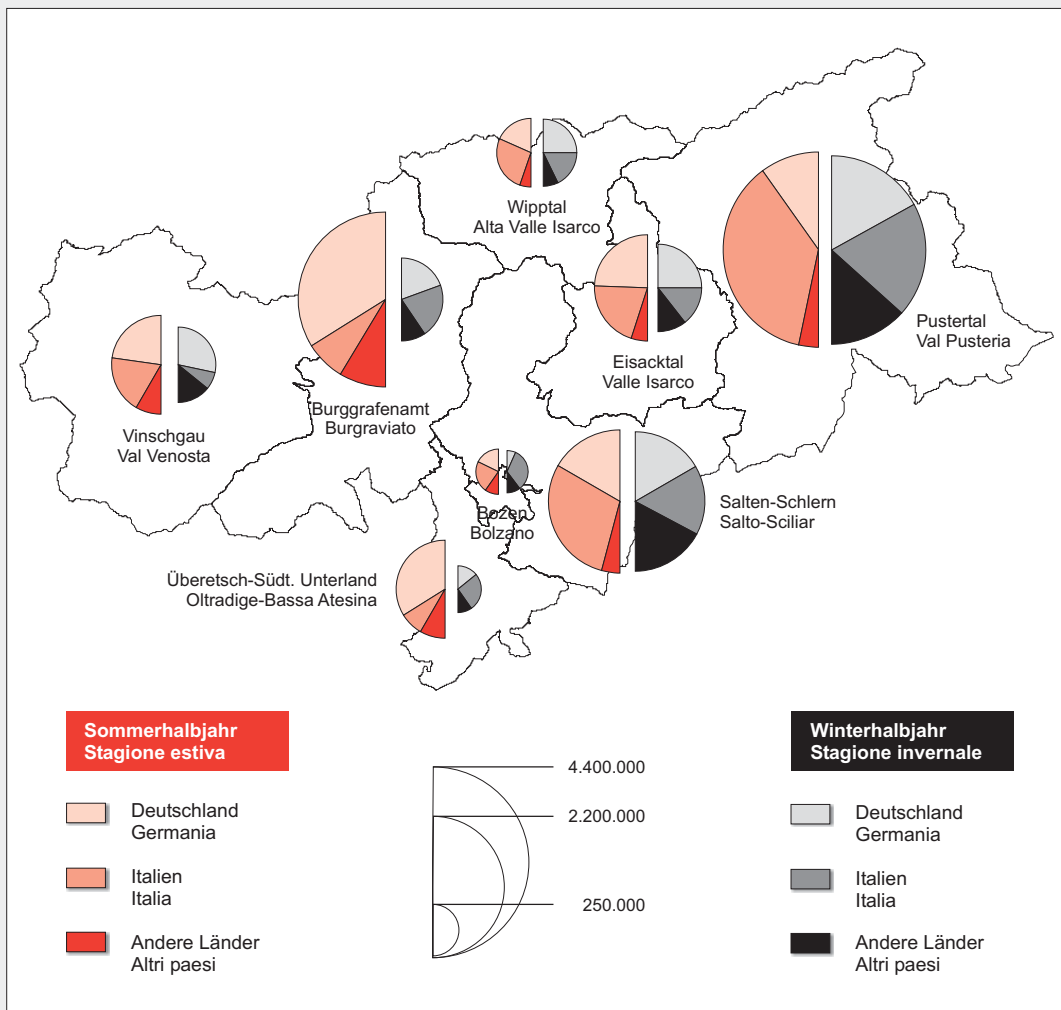 Wipptal
Alta Valle Isarco
Pustertal
Val Pusteria
Eisacktal
Valle Isarco
Burggrafenamt
Burgraviato
Vinschgau
Val Venosta
Salten-Schlern
Salto-Sciliar
Bozen
Bolzano
Überetsch-Südt. Unterland
Oltradige-Bassa Atesina
Sommerhalbjahr
Stagione estiva
Deutschland
Germania
Italien
Italia
Andere Länder
Altri paesi
4.400.000
2.200.000
250.000
Winterhalbjahr
Stagione invernale
Deutschland
Germania
Italien
Italia
Andere Länder
Altri paesi